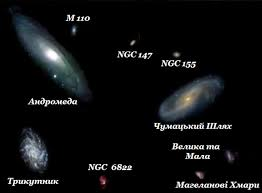 М 110
NGC 147
NGC 155
Андромеда
Чумацький Шлях
Велика та
Мала
Трикутник
NGC 6822
Магеланові Хмари